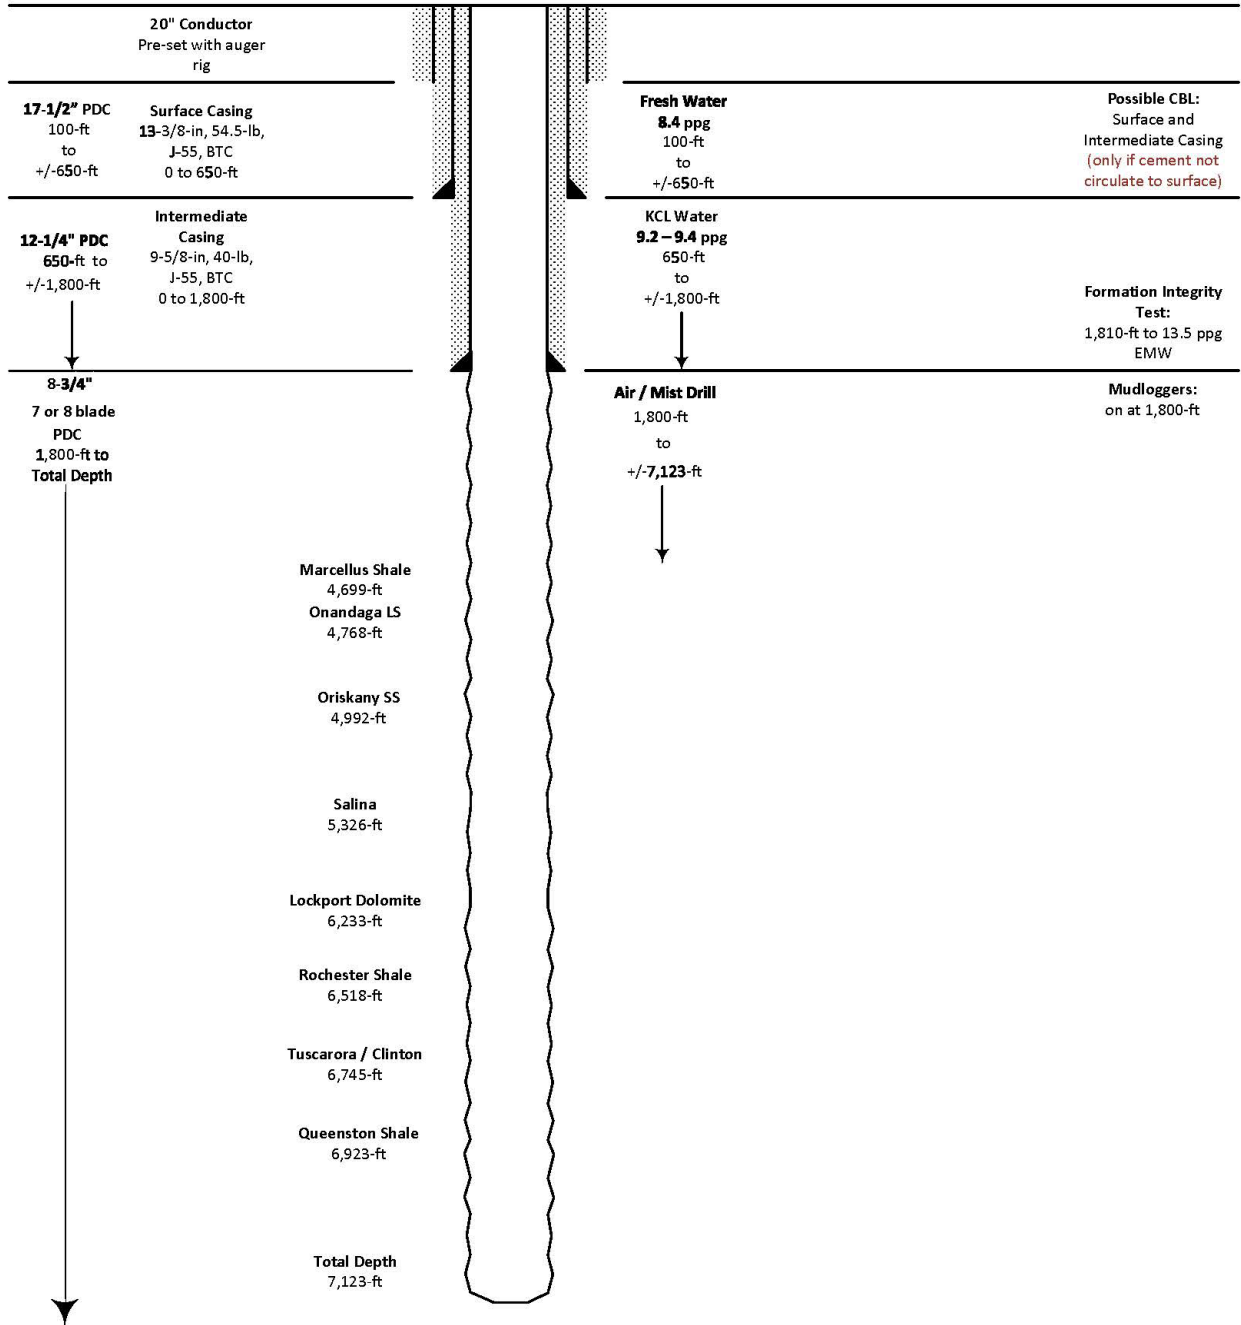 20" Conductor
Pre-set with auger
rig
17-1/2” PDC
100-ft
to
+/-650-ft
Surface Casing
13-3/8-in, 54.5-lb,
J-55, BTC
0 to 650-ft
Fresh Water
8.4 ppg
100-ft
to
+/-650-ft
Possible CBL:
Surface and
Intermediate Casing
(only if cement not
circulate to surface)
12-1/4" PDC
650-ft to
+/-1,800-ft
Intermediate
Casing
9-5/8-in, 40-lb,
J-55, BTC
0 to 1,800-ft
KCL Water
9.2 – 9.4 ppg
650-ft
to
+/-1,800-ft
Formation Integrity
Test:
1,810-ft to 13.5 ppg
EMW
8-3/4"
7 or 8 blade
PDC
1,800-ft to
Total Depth
Air / Mist Drill
1,800-ft
to
+/-7,123-ft
Mudloggers:
on at 1,800-ft
Marcellus Shale
4,699-ft
Onandaga LS
4,768-ft
Oriskany SS
4,992-ft
Salina
5,326-ft
Lockport Dolomite
6,233-ft
Rochester Shale
6,518-ft
Tuscarora / Clinton
6,745-ft
Queenston Shale
6,923-ft
Total Depth
7,123-ft